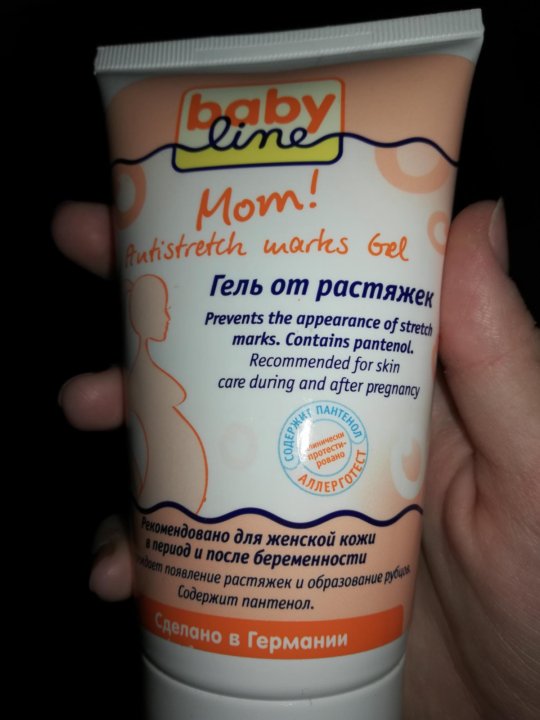 baby
line
Mom!
Antistretch marks Gel
Гель от растяжек
Prevents the appearance of stretch
marks. Contains pantenol.
Recommended for skin
care during and after pregnancy
СОДЕРЖИТ ПАНТЕНОЛ
клинически
протести-
ровано
АЛЛЕРГОТЕСТ
Рекомендовано для женской кожи
в период и после беременности
появление растяжек и образование рубцов.
Содержит пантенол.
Сделано в Германии